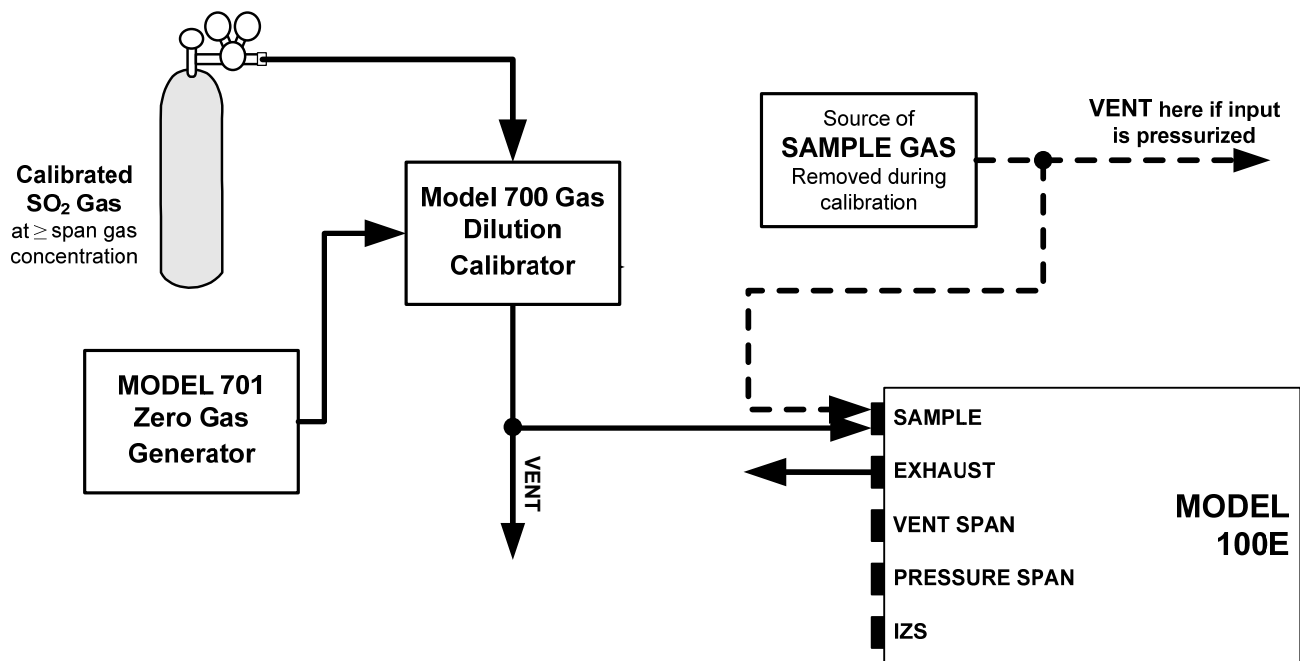 Calibrated
SO₂ Gas
at ≥ span gas
concentration
MODEL 701
Zero Gas
Generator
Model 700 Gas
Dilution
Calibrator
VENT
Source of
SAMPLE GAS
Removed during
calibration
VENT here if input
is pressurized
SAMPLE
EXHAUST
VENT SPAN
PRESSURE SPAN
IZS
MODEL
100E